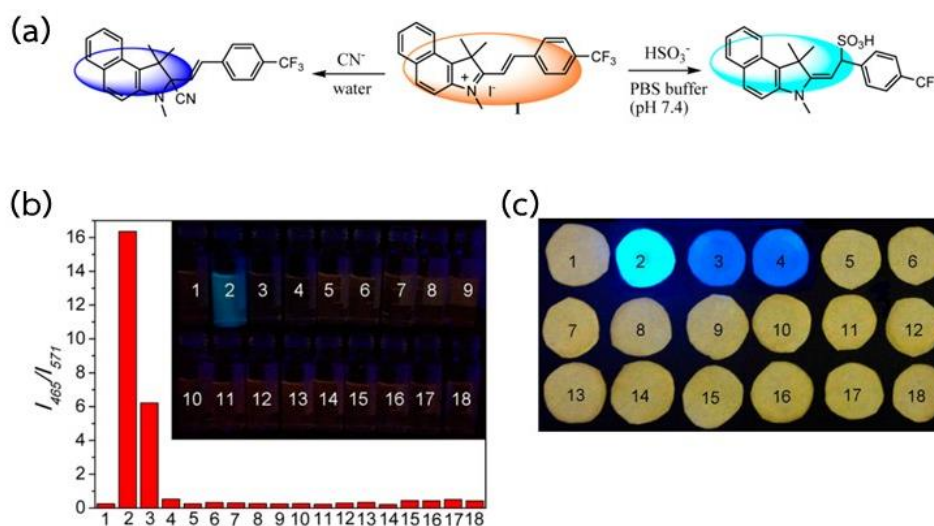 (a)
CN
N
CF₃
CN⁻
water
N
+
I⁻
CF₃
I
HSO₃⁻
PBS buffer
(pH 7.4)
SO₃H
N
CF
(b)
I₄₆₅/I₅₇₁
16
14
12
10
8
6
4
2
0
1 2 3 4 5 6 7 8 9
10 11 12 13 14 15 16 17 18
1 2 3 4 5 6 7 8 9 10 11 12 13 14 15 16 17 18
(c)
1 2 3 4 5 6
7 8 9 10 11 12
13 14 15 16 17 18